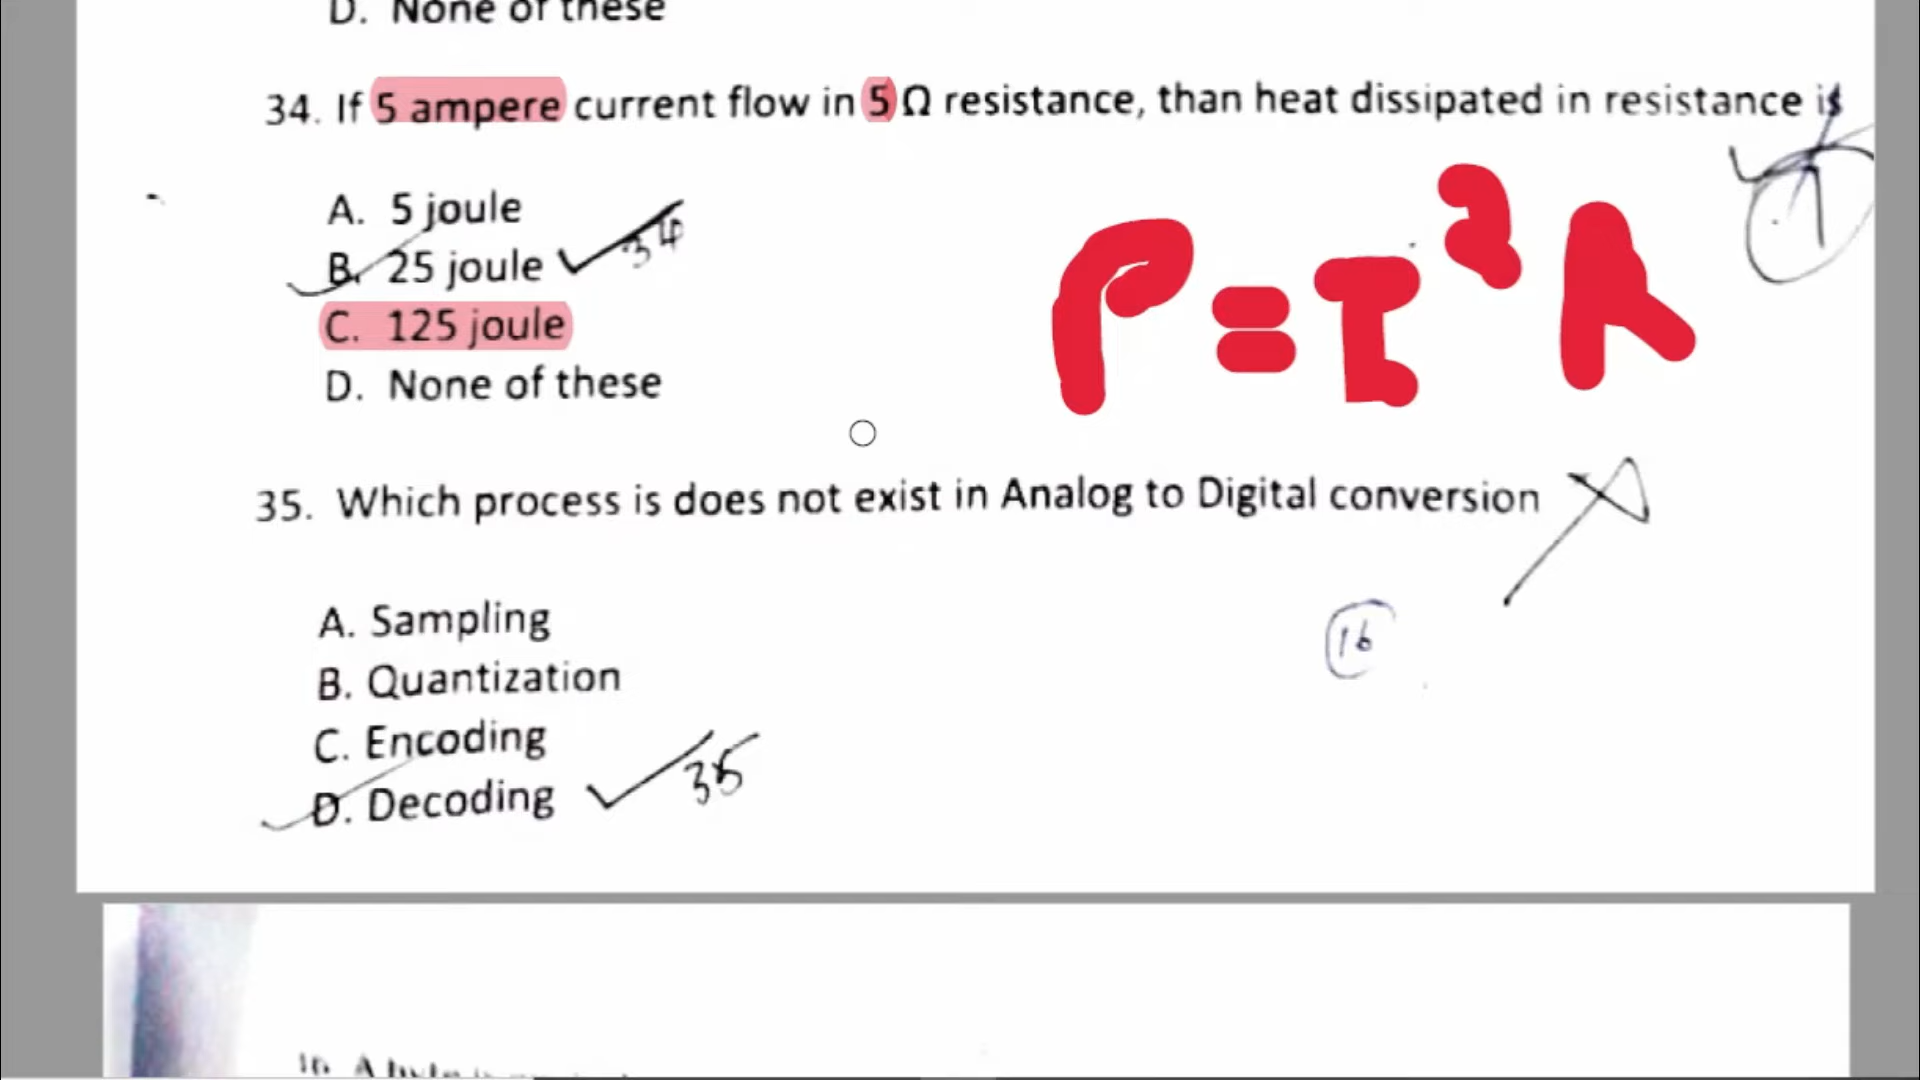 D. None of these
34. If 5 ampere current flow in 5 Ω resistance, than heat dissipated in resistance is
A. 5 joule
B. 25 joule 34
C. 125 joule
D. None of these
P=I²R
35. Which process is does not exist in Analog to Digital conversion
16
A. Sampling
B. Quantization
C. Encoding
D. Decoding 35